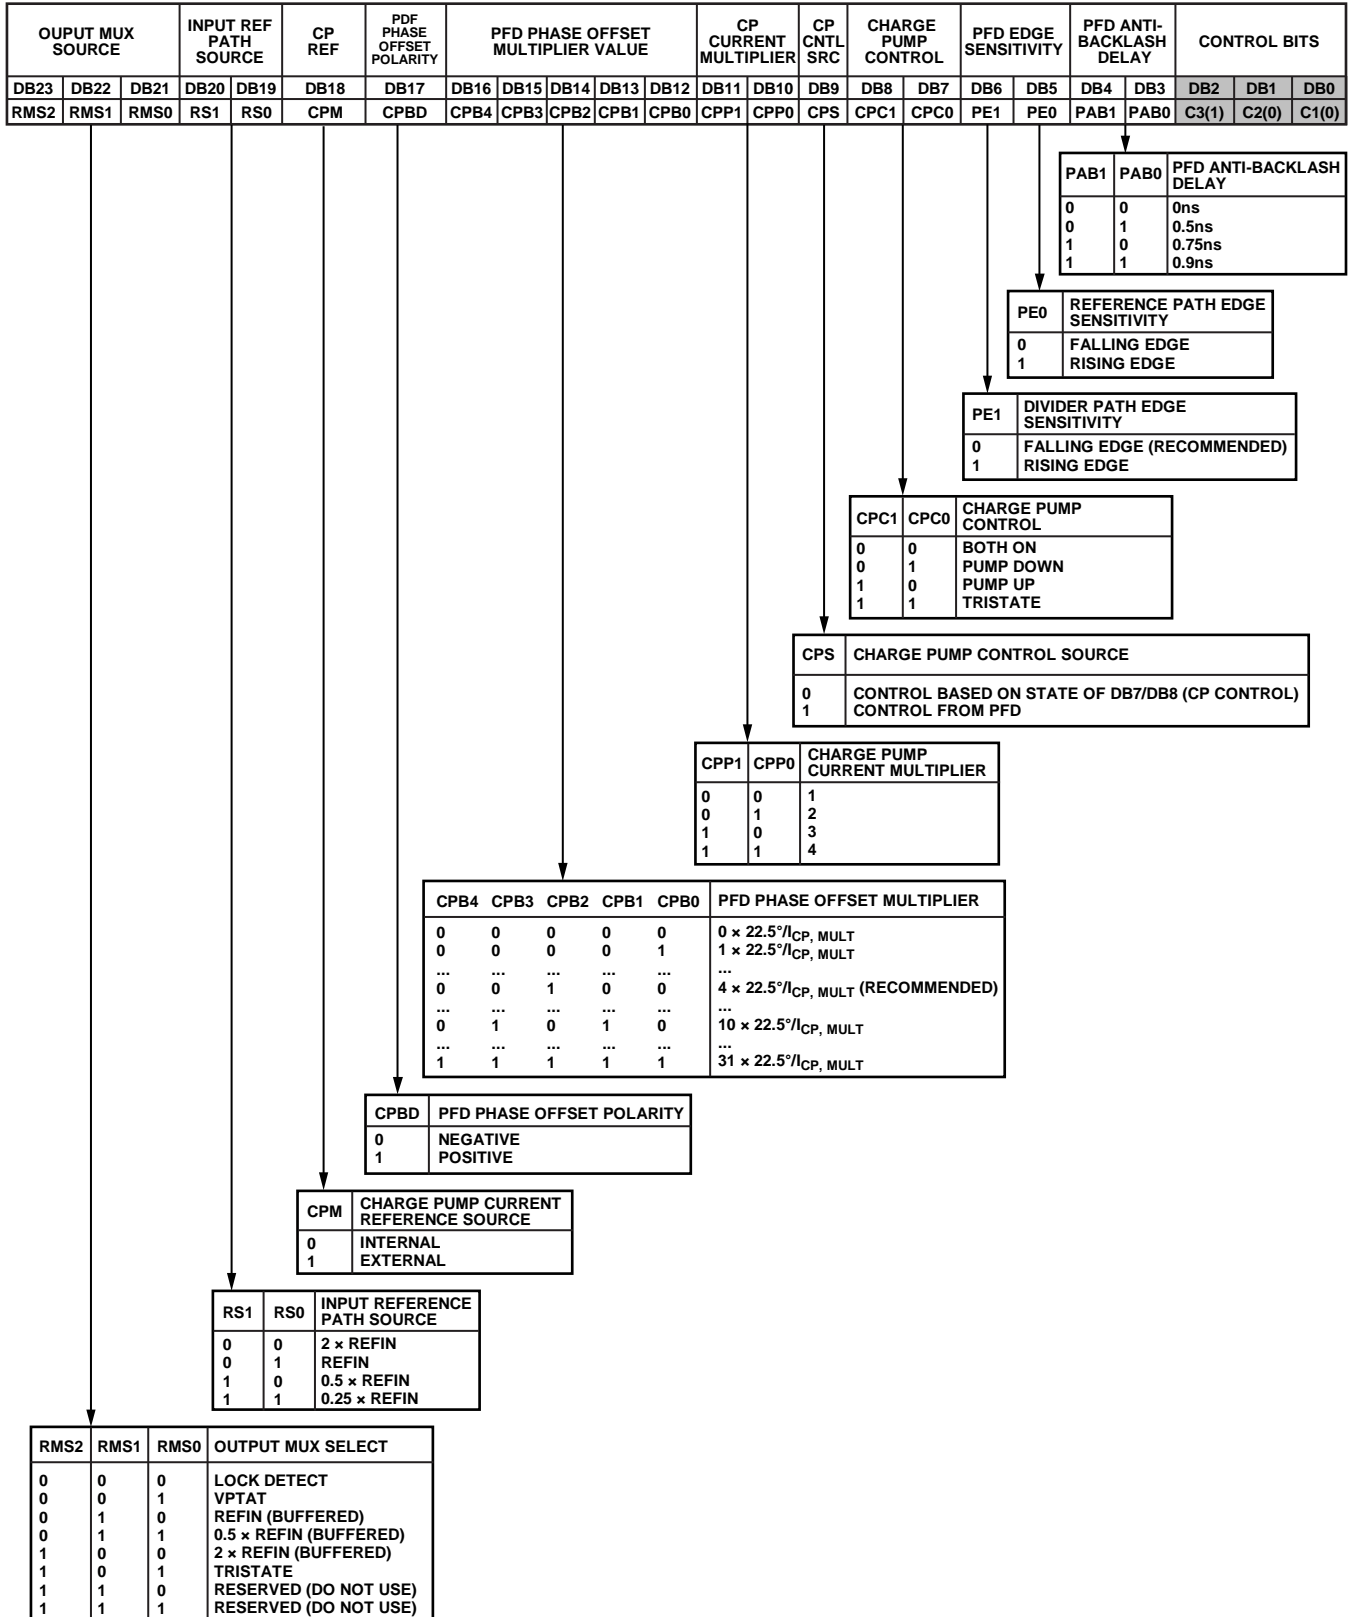 OUPUT MUX SOURCE INPUT REF PATH SOURCE CP REF PDF PHASE OFFSET POLARITY PFD PHASE OFFSET MULTIPLIER VALUE CP CURRENT MULTIPLIER CP CNTL SRC CHARGE PUMP CONTROL PFD EDGE SENSITIVITY PFD ANTI-BACKLASH DELAY CONTROL BITS
DB23 DB22 DB21 DB20 DB19 DB18 DB17 DB16 DB15 DB14 DB13 DB12 DB11 DB10 DB9 DB8 DB7 DB6 DB5 DB4 DB3 DB2 DB1 DB0
RMS2 RMS1 RMS0 RS1 RS0 CPM CPBD CPB4 CPB3 CPB2 CPB1 CPB0 CPP1 CPP0 CPS CPC1 CPC0 PE1 PE0 PAB1 PAB0 C3(1) C2(0) C1(0)
PAB1 PAB0 PFD ANTI-BACKLASH DELAY
0 0 0ns
0 1 0.5ns
1 0 0.75ns
1 1 0.9ns
PE0 REFERENCE PATH EDGE SENSITIVITY
0 FALLING EDGE
1 RISING EDGE
PE1 DIVIDER PATH EDGE SENSITIVITY
0 FALLING EDGE (RECOMMENDED)
1 RISING EDGE
CPC1 CPC0 CHARGE PUMP CONTROL
0 0 BOTH ON
0 1 PUMP DOWN
1 0 PUMP UP
1 1 TRISTATE
CPS CHARGE PUMP CONTROL SOURCE
0 CONTROL BASED ON STATE OF DB7/DB8 (CP CONTROL)
1 CONTROL FROM PFD
CPP1 CPP0 CHARGE PUMP CURRENT MULTIPLIER
0 0 1
0 1 2
1 0 3
1 1 4
CPB4 CPB3 CPB2 CPB1 CPB0 PFD PHASE OFFSET MULTIPLIER
0 0 0 0 0 0 × 22.5°/ICP, MULT
0 0 0 0 1 1 × 22.5°/ICP, MULT
... ... ... ... ... ...
0 0 1 0 0 4 × 22.5°/ICP, MULT (RECOMMENDED)
... ... ... ... ... ...
0 1 0 1 0 10 × 22.5°/ICP, MULT
... ... ... ... ... ...
1 1 1 1 1 31 × 22.5°/ICP, MULT
CPBD PFD PHASE OFFSET POLARITY
0 NEGATIVE
1 POSITIVE
CPM CHARGE PUMP CURRENT REFERENCE SOURCE
0 INTERNAL
1 EXTERNAL
RS1 RS0 INPUT REFERENCE PATH SOURCE
0 0 2 × REFIN
0 1 REFIN
1 0 0.5 × REFIN
1 1 0.25 × REFIN
RMS2 RMS1 RMS0 OUTPUT MUX SELECT
0 0 0 LOCK DETECT
0 0 1 VPTAT
0 1 0 REFIN (BUFFERED)
0 1 1 0.5 × REFIN (BUFFERED)
1 0 0 2 × REFIN (BUFFERED)
1 0 1 TRISTATE
1 1 0 RESERVED (DO NOT USE)
1 1 1 RESERVED (DO NOT USE)